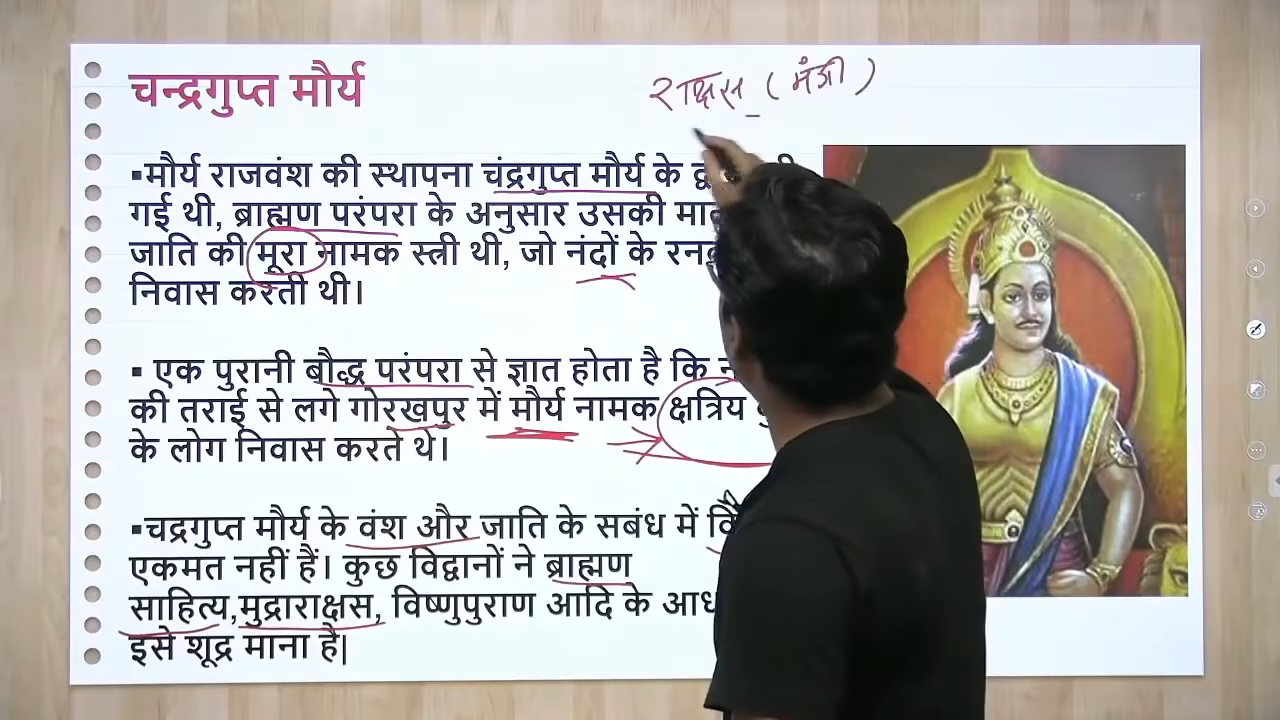 चन्द्रगुप्त मौर्य
राक्षस (मंत्री)
▪मौर्य राजवंश की स्थापना चंद्रगुप्त मौर्य के
गई थी, ब्राह्मण परंपरा के अनुसार उसकी
जाति की मूरा नामक स्त्री थी, जो नंदों के
निवास करती थी।
▪ एक पुरानी बौद्ध परंपरा से ज्ञात होता है कि
की तराई से लगे गोरखपुर में मौर्य नामक क्षत्रिय
के लोग निवास करते थे।
▪चद्रगुप्त मौर्य के वंश और जाति के सबंध में
एकमत नहीं हैं। कुछ विद्वानों ने ब्राह्मण
साहित्य,मुद्राराक्षस, विष्णुपुराण आदि के
इसे शूद्र माना है|